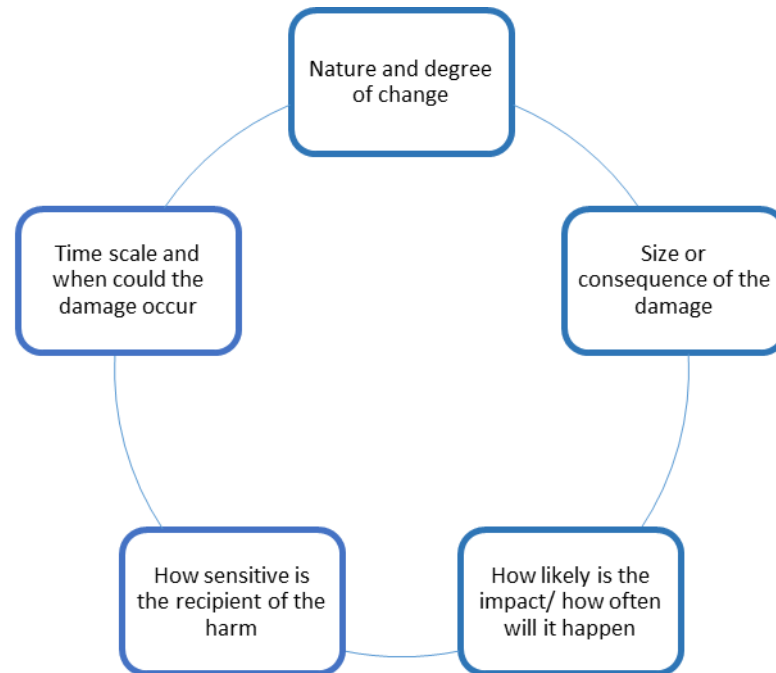 Nature and degree
of change
Size or
consequence of the
damage
How likely is the
impact/ how often
will it happen
How sensitive is
the recipient of the
harm
Time scale and
when could the
damage occur